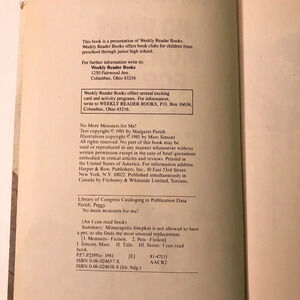 This book is a presentation of Weekly Reader Books.
Weekly Reader Books offers book clubs for children from
preschool through junior high school.
For further information write to:
Weekly Reader Books
1250 Fairwood Ave.
Columbus, Ohio 43216
Weekly Reader Books offers several exciting
card and activity programs. For information,
write to WEEKLY READER BOOKS, P.O. Box 16636,
Columbus, Ohio 43216.
No More Monsters for Me!
Text copyright © 1981 by Margaret Parish
Illustrations copyright © 1981 by Marc Simont
All rights reserved. No part of this book may be
used or reproduced in any manner whatsoever without
written permission except in the case of brief quotations
embodied in critical articles and reviews. Printed in
the United States of America. For information address
Harper & Row, Publishers, Inc., 10 East 53rd Street,
New York, N.Y. 10022. Published simultaneously in
Canada by Fitzhenry & Whiteside Limited, Toronto.
Library of Congress Cataloging in Publication Data
Parish, Peggy.
No more monsters for me!
(An I can read book)
Summary: Minneapolis Simpkin is not allowed to have
a pet, so she finds the most unusual replacement.
[1. Monsters—Fiction. 2. Pets—Fiction]
I. Simont, Marc. II. Title. III. Series: I can read
book.
PZ7.P219No 1981 [E] 81-47111
ISBN 0-06-024657-X AACR2
ISBN 0-06-024658-8 (lib. bdg.)